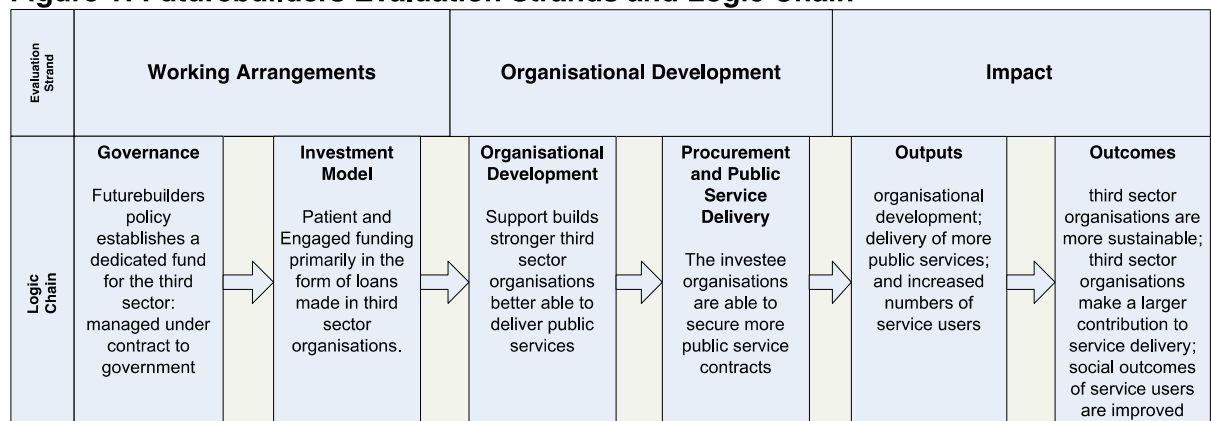 Figure 1: Futurebuilders Evaluation Strands and Logic Chain
Evaluation
Strand
Working Arrangements
Organisational Development
Impact
Logic
Chain
Governance
Futurebuilders
policy
establishes a
dedicated fund
for the third
sector:
managed under
contract to
government
Investment
Model
Patient and
Engaged funding
primarily in the
form of loans
made in third
sector
organisations.
Organisational
Development
Support builds
stronger third
sector
organisations
better able to
deliver public
services
Procurement
and Public
Service
Delivery
The investee
organisations
are able to
secure more
public service
contracts
Outputs
organisational
development;
delivery of more
public services;
and increased
numbers of
service users
Outcomes
third sector
organisations are
more sustainable;
third sector
organisations
make a larger
contribution to
service delivery;
social outcomes
of service users
are improved